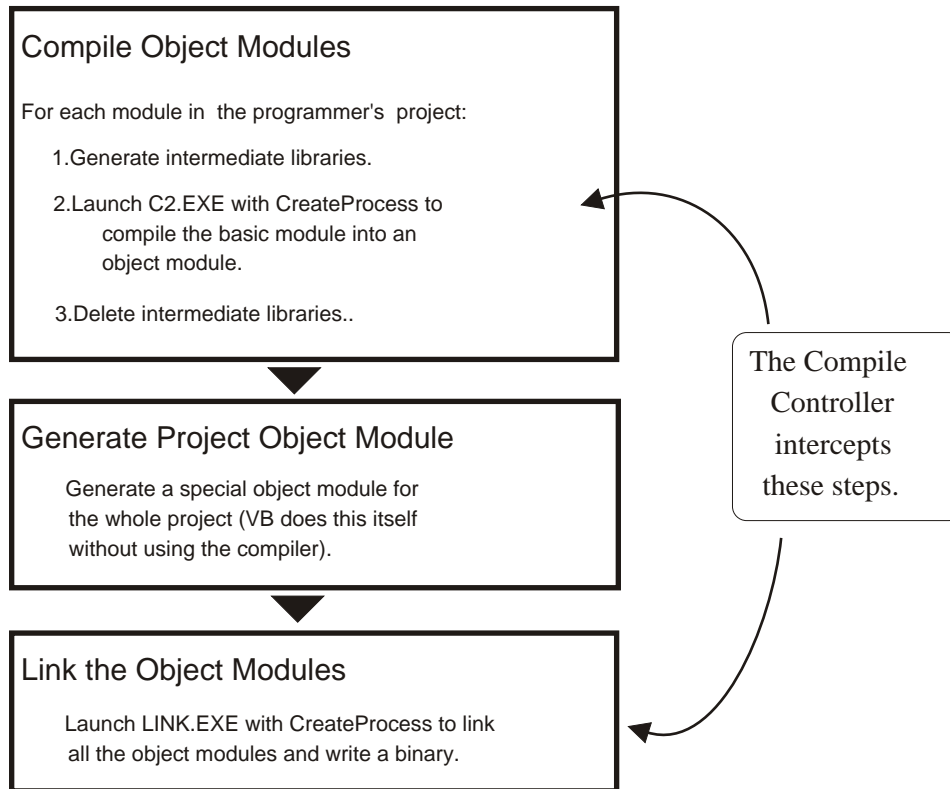 Compile Object Modules
For each module in the programmer's project:
1.Generate intermediate libraries.
2.Launch C2.EXE with CreateProcess to
compile the basic module into an
object module.
3.Delete intermediate libraries..
Generate Project Object Module
Generate a special object module for
the whole project (VB does this itself
without using the compiler).
Link the Object Modules
Launch LINK.EXE with CreateProcess to link
all the object modules and write a binary.
The Compile
Controller
intercepts
these steps.